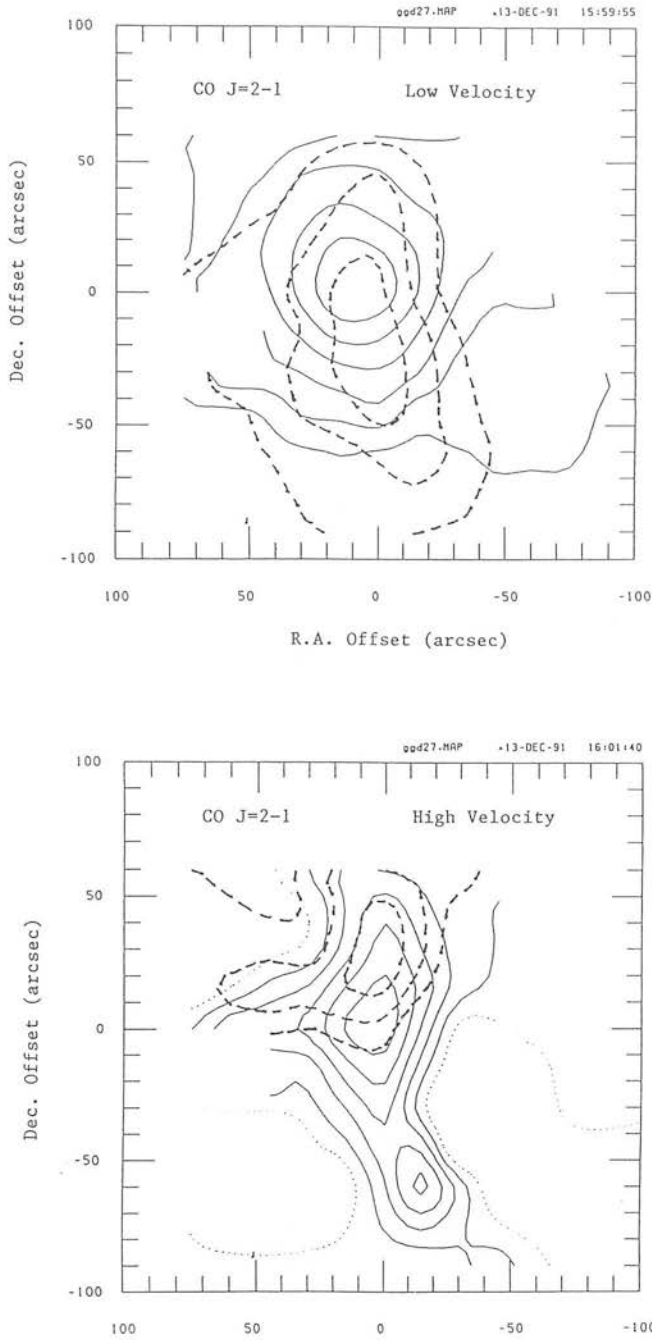 ggd27.MAP .13-DEC-91 15:59:55
100
CO J=2-1 Low Velocity
50
Dec. Offset (arcsec)
0
-50
-100
100 50 0 -50 -100
R.A. Offset (arcsec)
ggd27.MAP .13-DEC-91 16:01:40
100
CO J=2-1 High Velocity
50
Dec. Offset (arcsec)
0
-50
-100
100 50 0 -50 -100